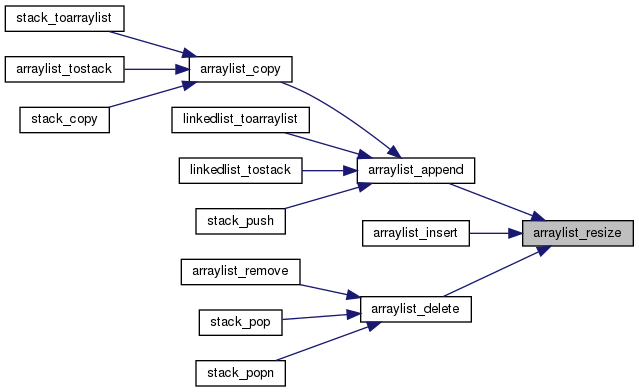 stack_toarraylist
arraylist_tostack
arraylist_copy
stack_copy
linkedlist_toarraylist
linkedlist_tostack
arraylist_append
stack_push
arraylist_insert
arraylist_resize
arraylist_remove
arraylist_delete
stack_pop
stack_popn